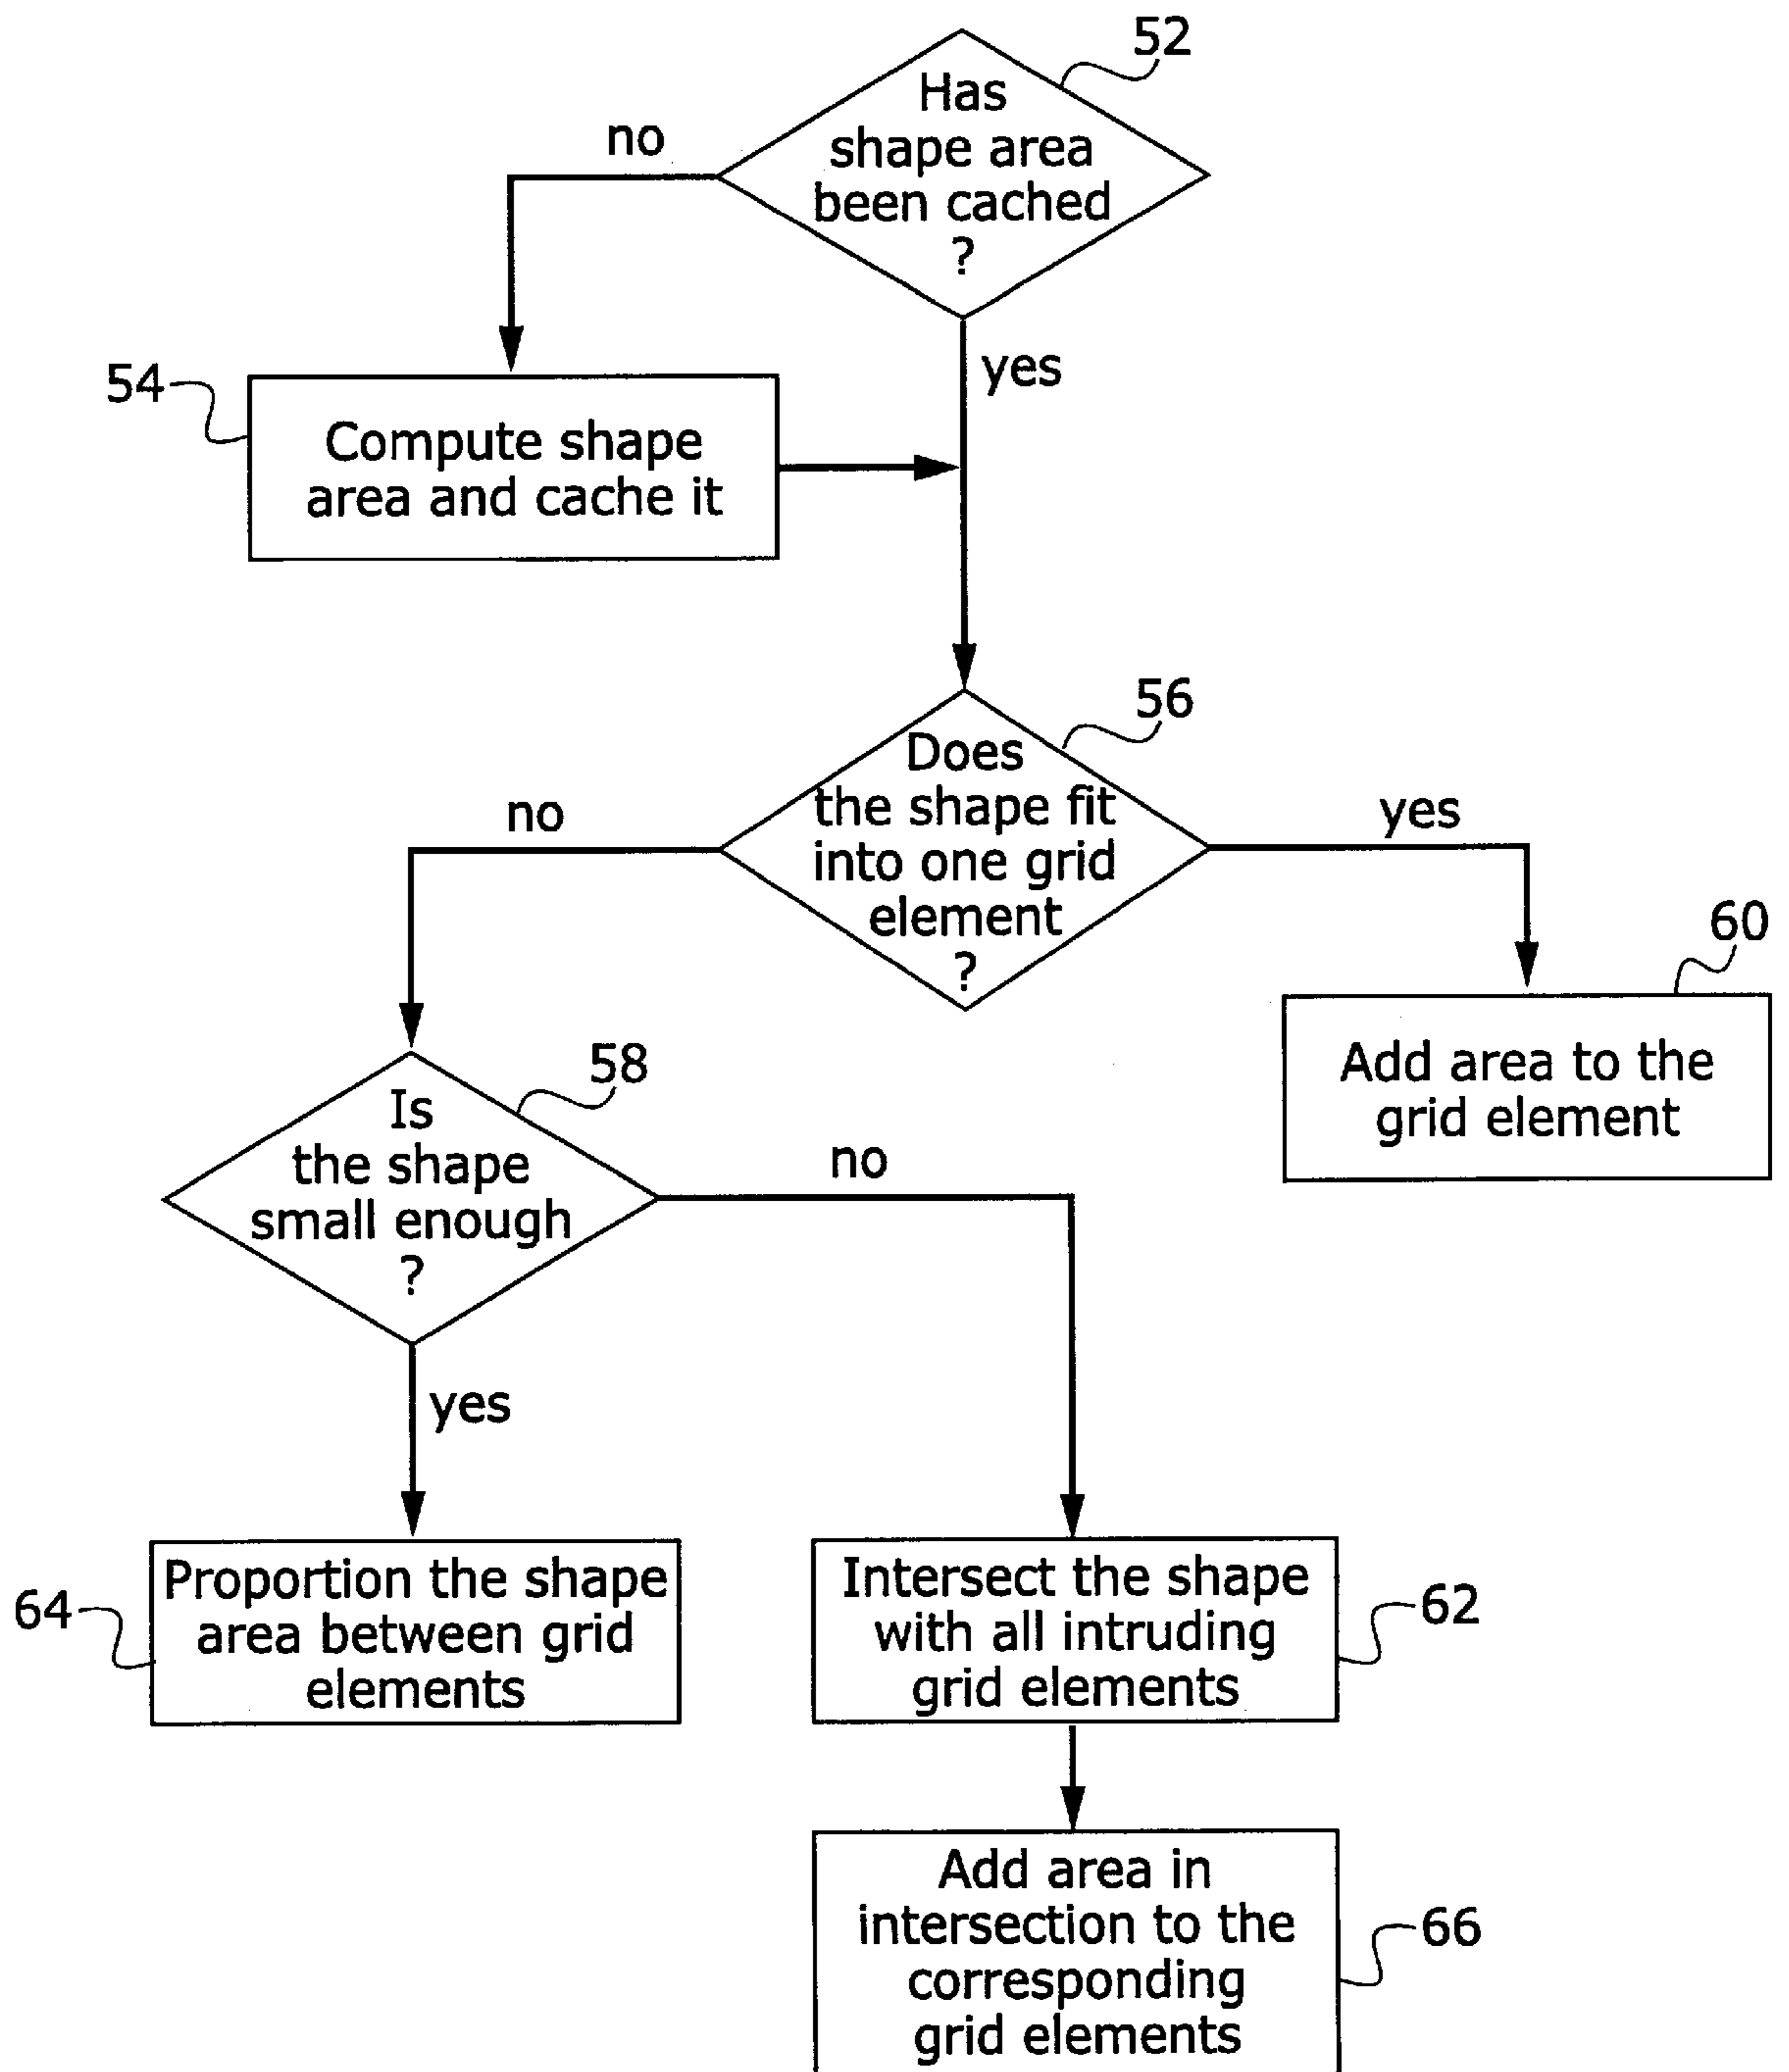 52
Has
shape area
been cached
?
no
yes
54
Compute shape
area and cache it
56
Does
the shape fit
into one grid
element
?
no
yes
60
Add area to the
grid element
58
Is
the shape
small enough
?
no
yes
64
Proportion the shape
area between grid
elements
Intersect the shape
with all intruding
grid elements
62
Add area in
intersection to the
corresponding
grid elements
66